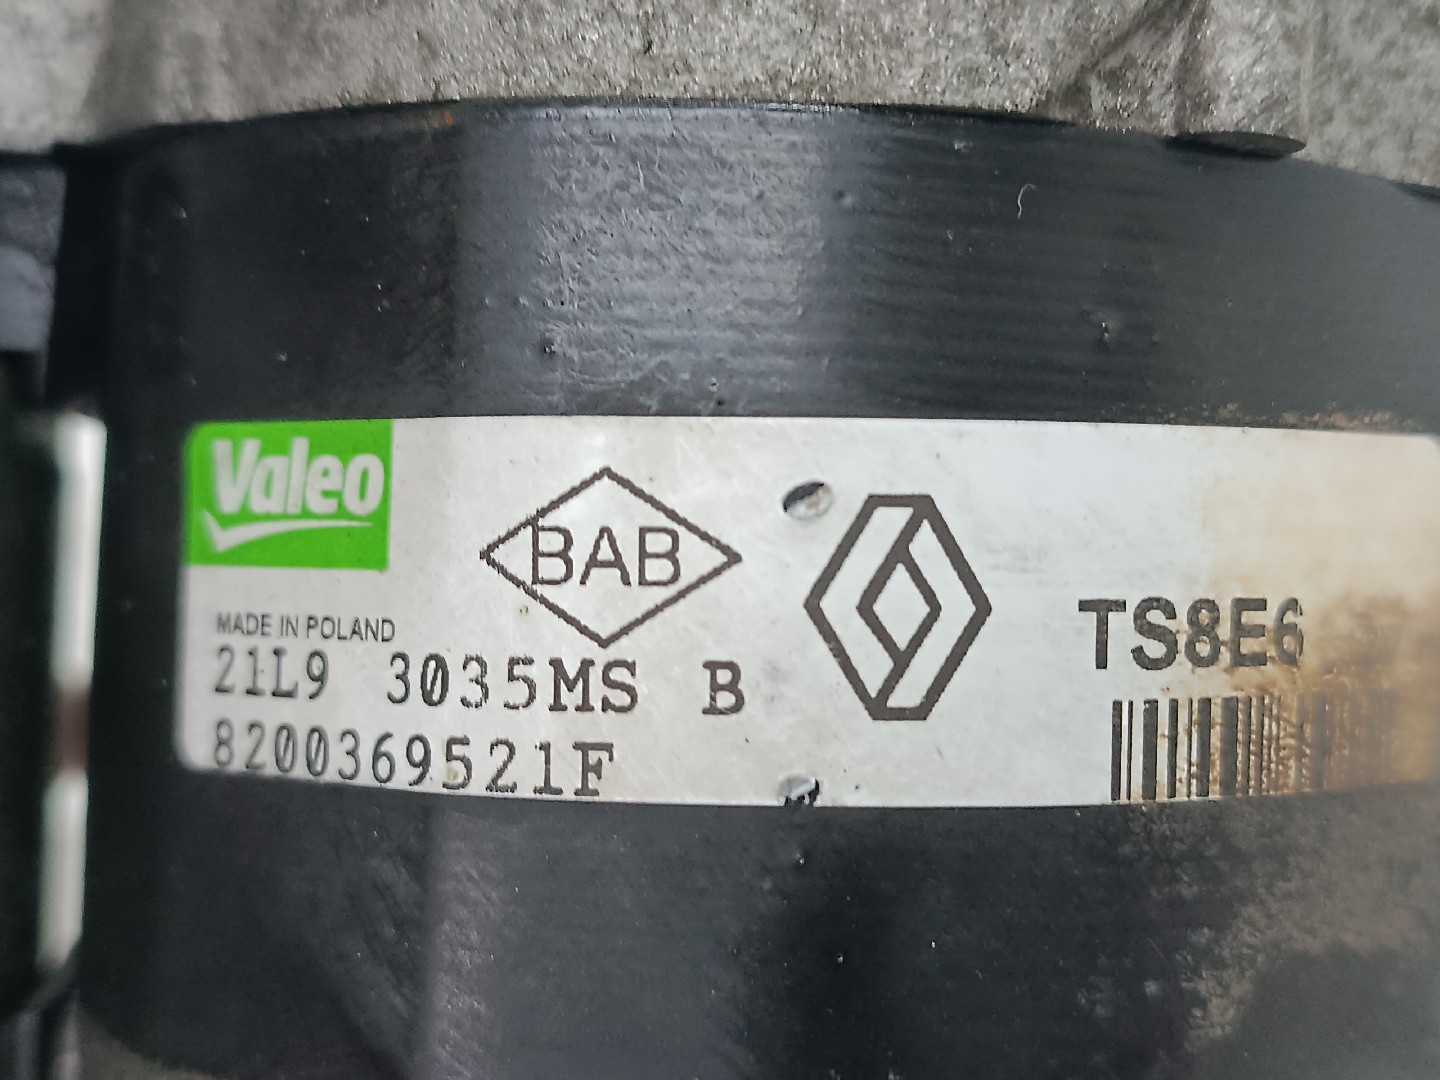 Valeo
BAB
MADE IN POLAND
21L9 3035MS B
8200369521F
TS8E6